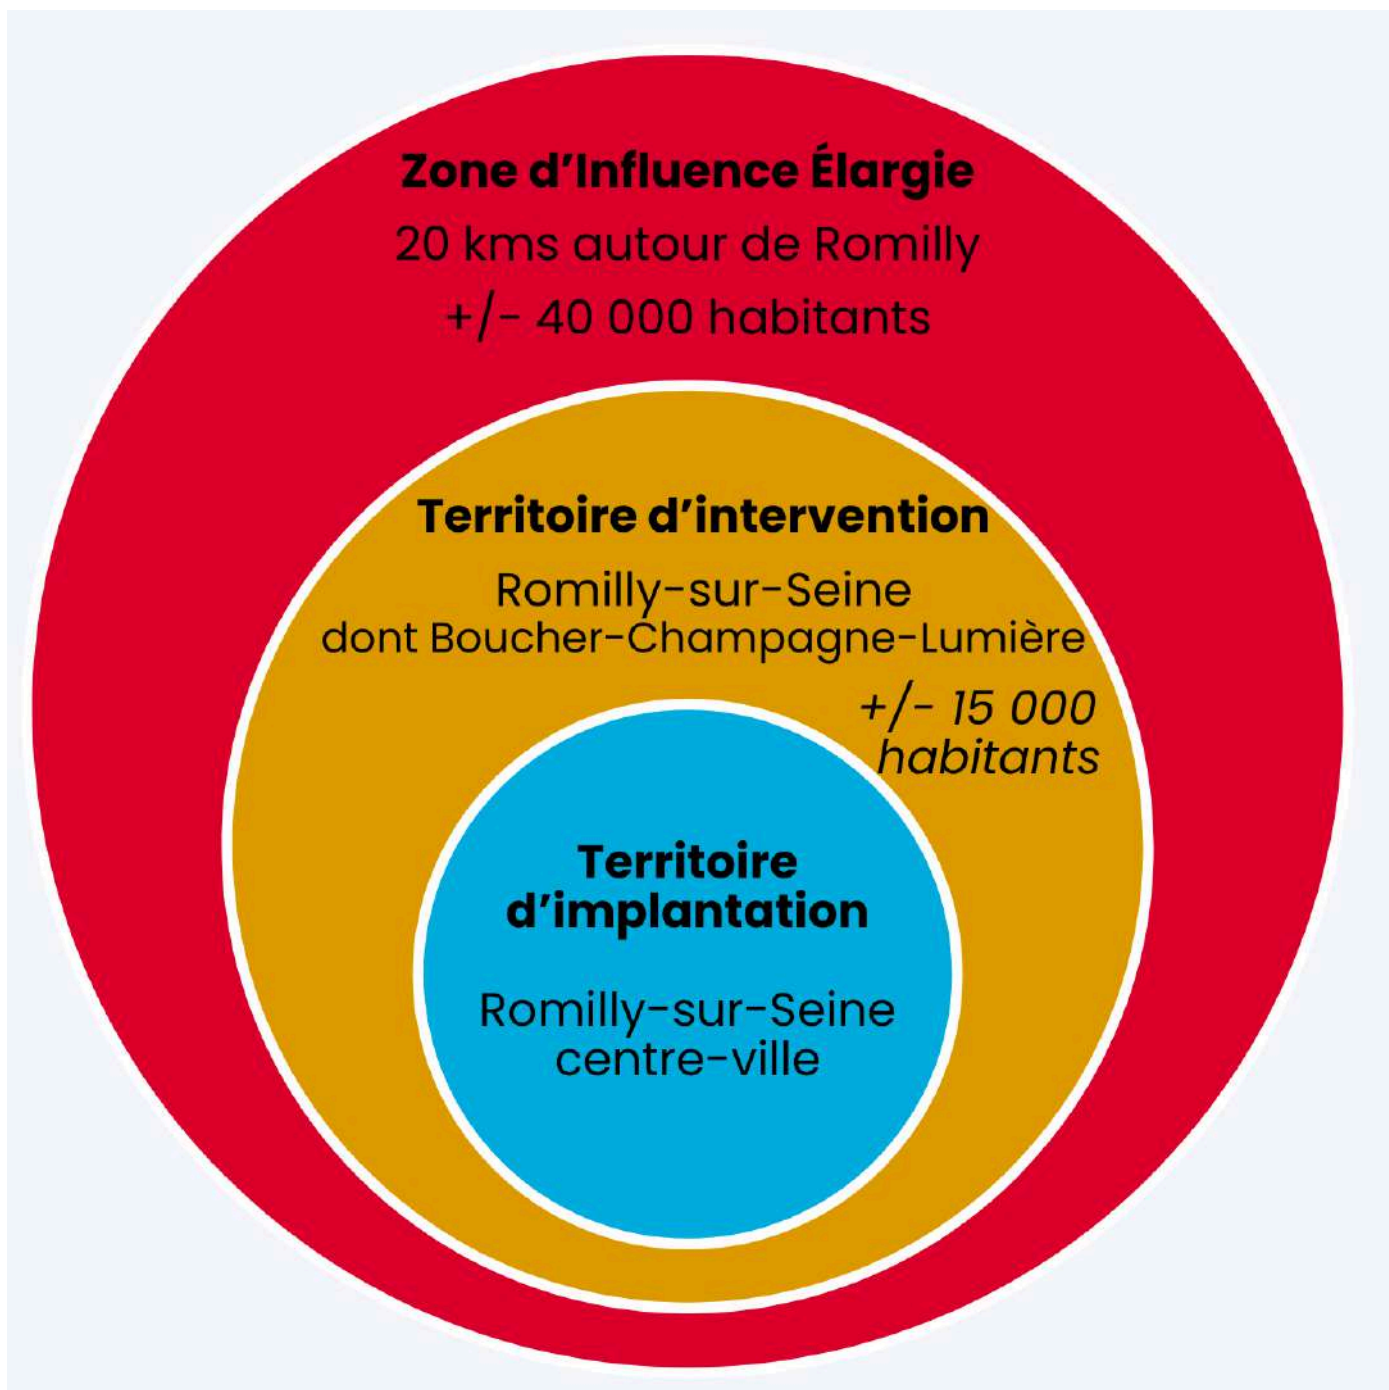 Zone d’Influence Élargie
20 kms autour de Romilly
+/- 40 000 habitants
Territoire d’intervention
Romilly-sur-Seine
dont Boucher-Champagne-Lumière
+/- 15 000
habitants
Territoire
d’implantation
Romilly-sur-Seine
centre-ville